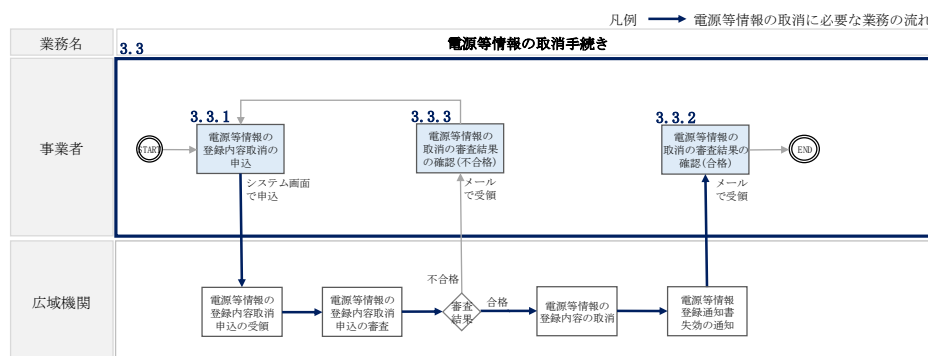 凡例 電源等情報の取消に必要な業務の流れ
業務名
3.3
電源等情報の取消手続き
事業者
START
3.3.1
電源等情報の
登録内容取消の
申込
システム画面
で申込
3.3.3
電源等情報の
取消の審査結果
の確認(不合格)
メール
で受領
3.3.2
電源等情報の
取消の審査結果の
確認(合格)
メール
で受領
END
広域機関
電源等情報の
登録内容取消
申込の受領
電源等情報の
登録内容取消
申込の審査
不合格
審査
結果
合格
電源等情報の
登録内容の取消
電源等情報
登録通知書
失効の通知